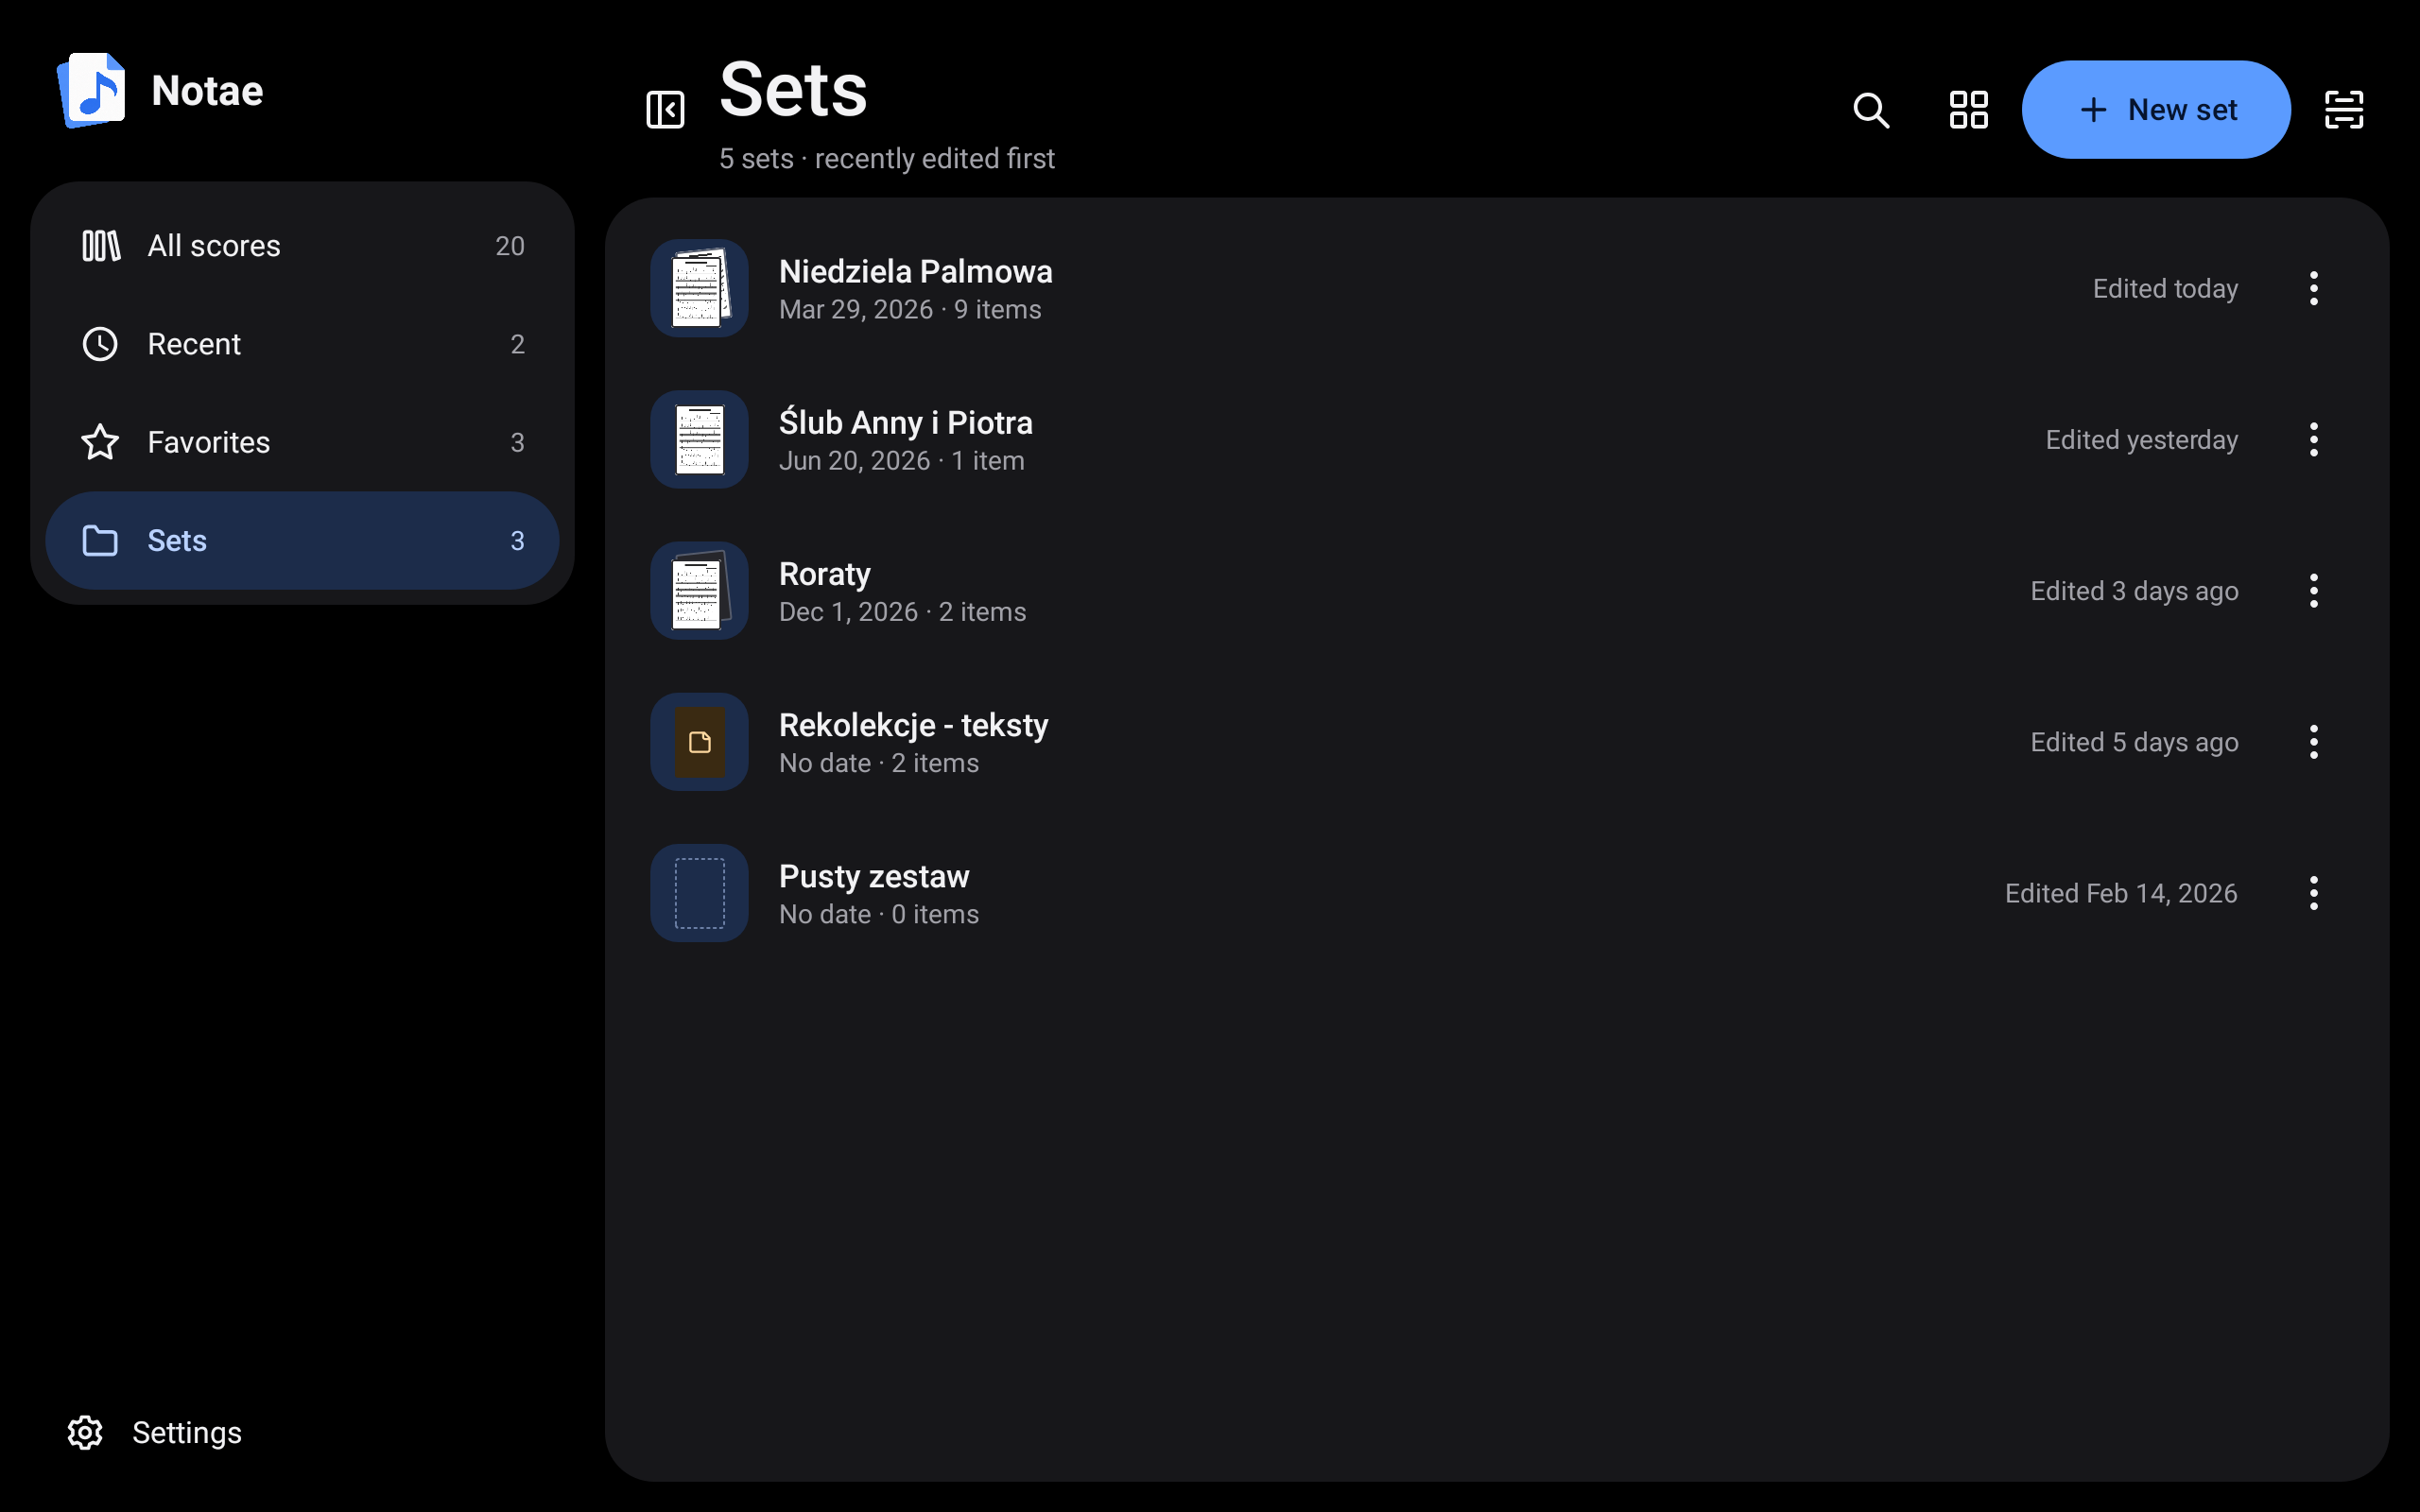 Notae
All scores 20
Recent 2
Favorites 3
Sets 3
Settings
Sets
5 sets · recently edited first
New set
Niedziela Palmowa
Mar 29, 2026 · 9 items
Edited today
Ślub Anny i Piotra
Jun 20, 2026 · 1 item
Edited yesterday
Roraty
Dec 1, 2026 · 2 items
Edited 3 days ago
Rekolekcje - teksty
No date · 2 items
Edited 5 days ago
Pusty zestaw
No date · 0 items
Edited Feb 14, 2026